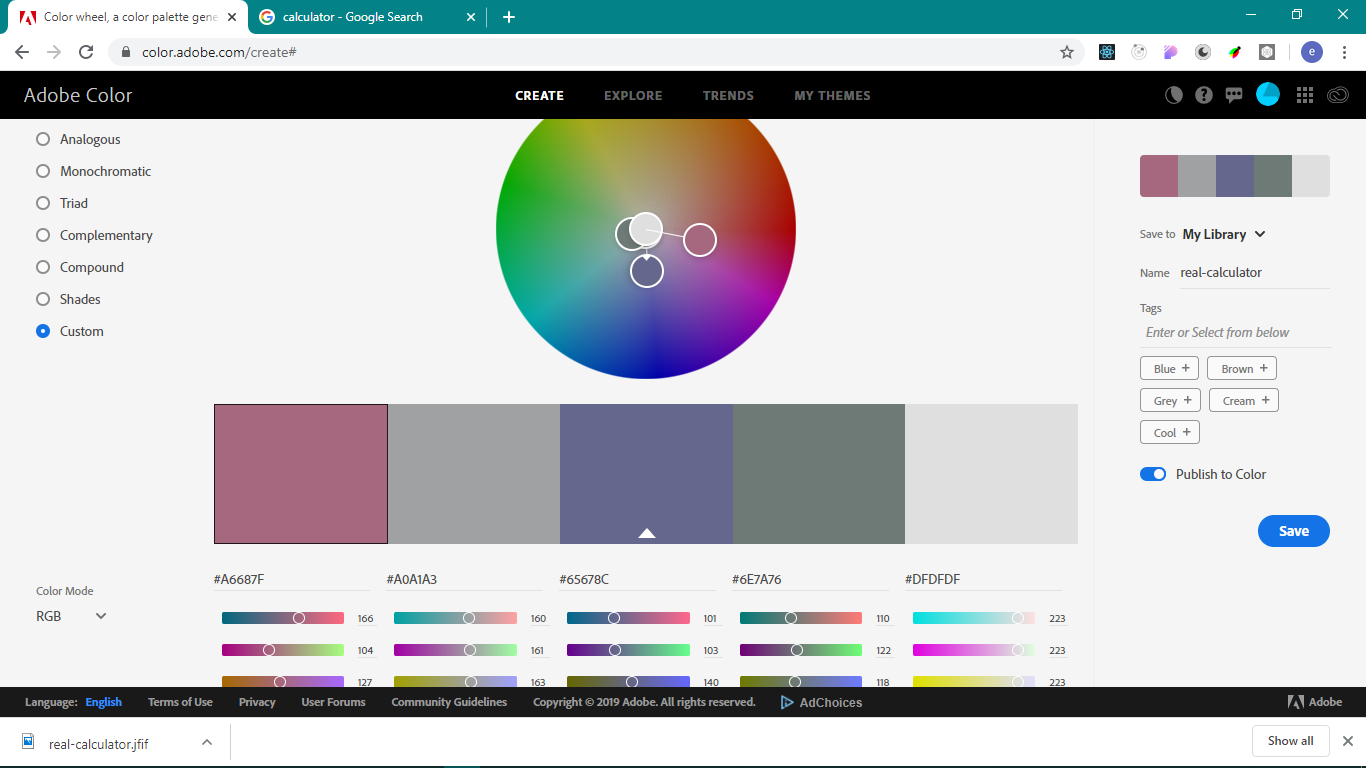 Color wheel, a color palette gene
calculator - Google Search
color.adobe.com/create#
e
Adobe Color
CREATE
EXPLORE
TRENDS
MY THEMES
Analogous
Monochromatic
Triad
Complementary
Compound
Shades
Custom
Save to My Library
Name real-calculator
Tags
Enter or Select from below
Blue +
Brown +
Grey +
Cream +
Cool +
Publish to Color
Save
Color Mode
RGB
#A6687F
#A0A1A3
#65678C
#6E7A76
#DFDFDF
166 160 101 110 223
104 161 103 122 223
127 163 140 118 223
Language: English Terms of Use Privacy User Forums Community Guidelines Copyright © 2019 Adobe. All rights reserved. AdChoices Adobe
real-calculator.jfif
Show all